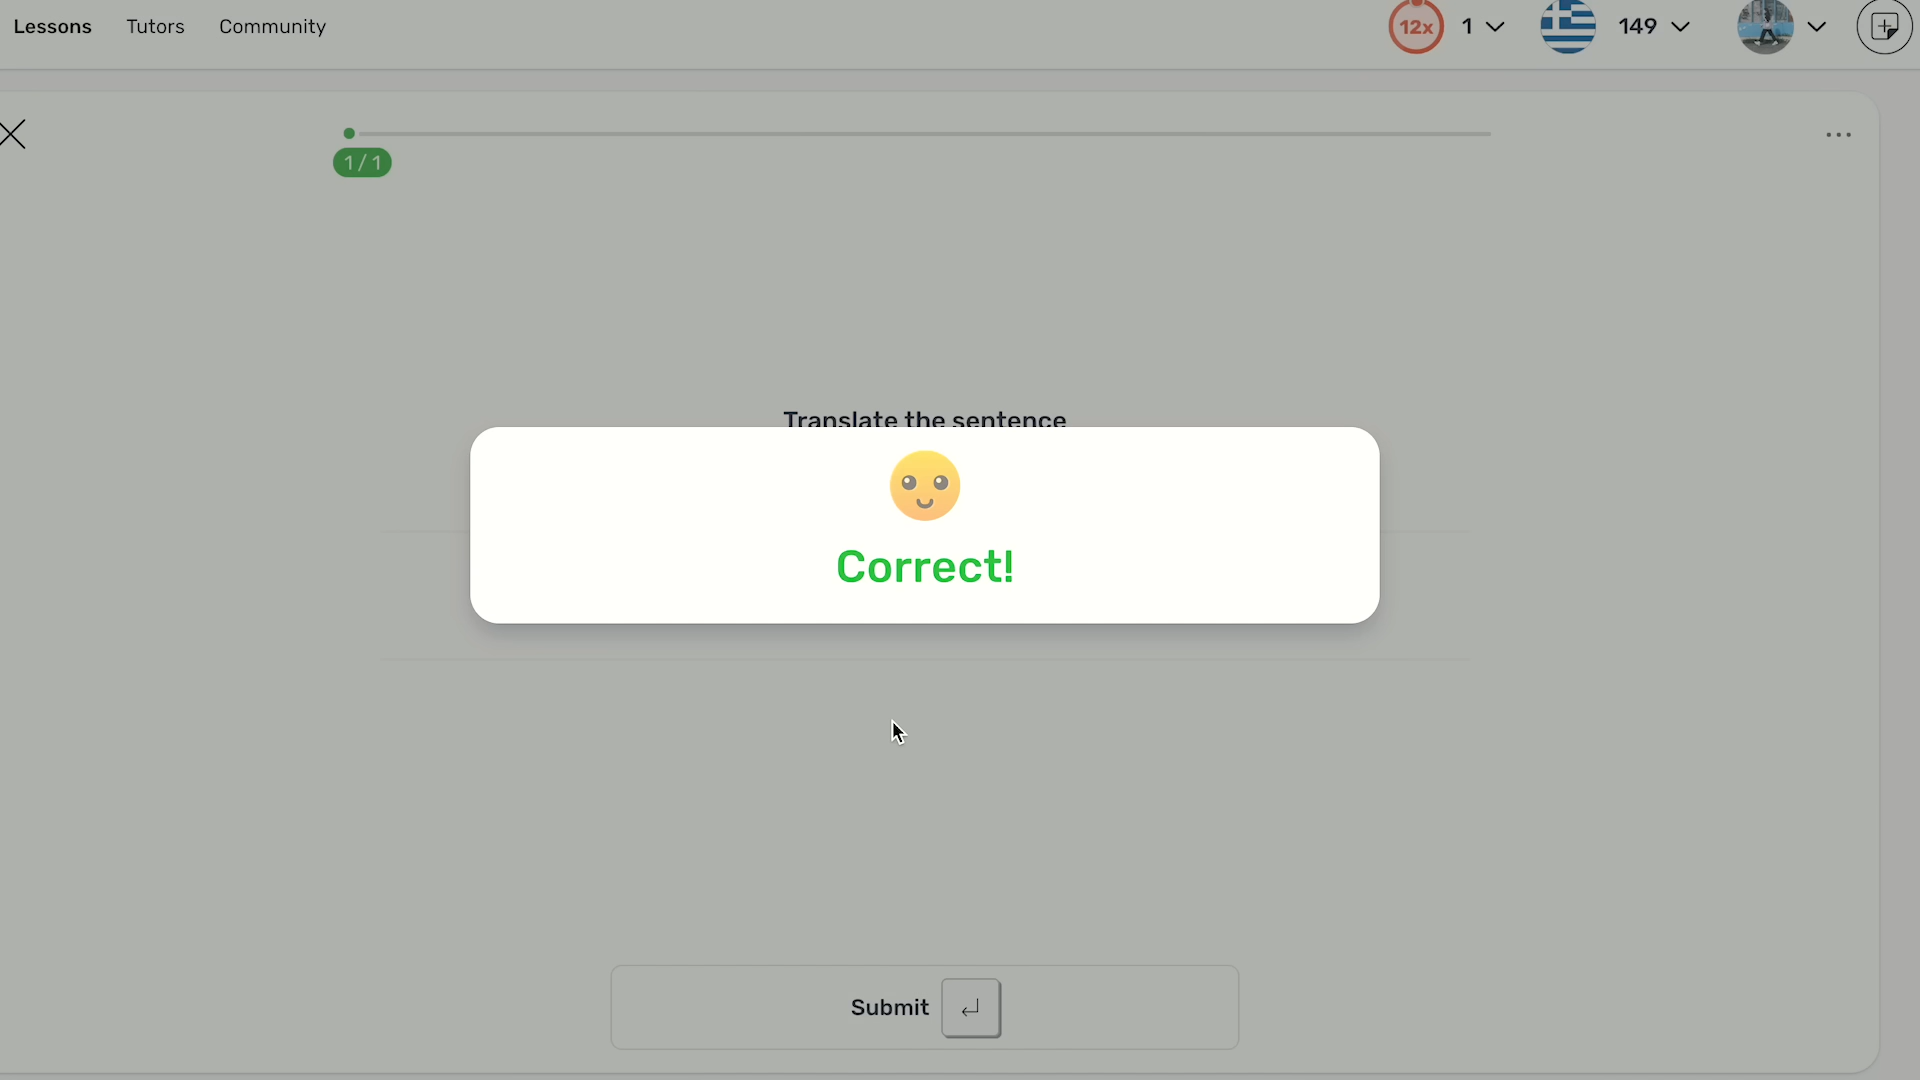 Lessons Tutors Community 12x 1 149
1/1
Translate the sentence
Correct!
Submit